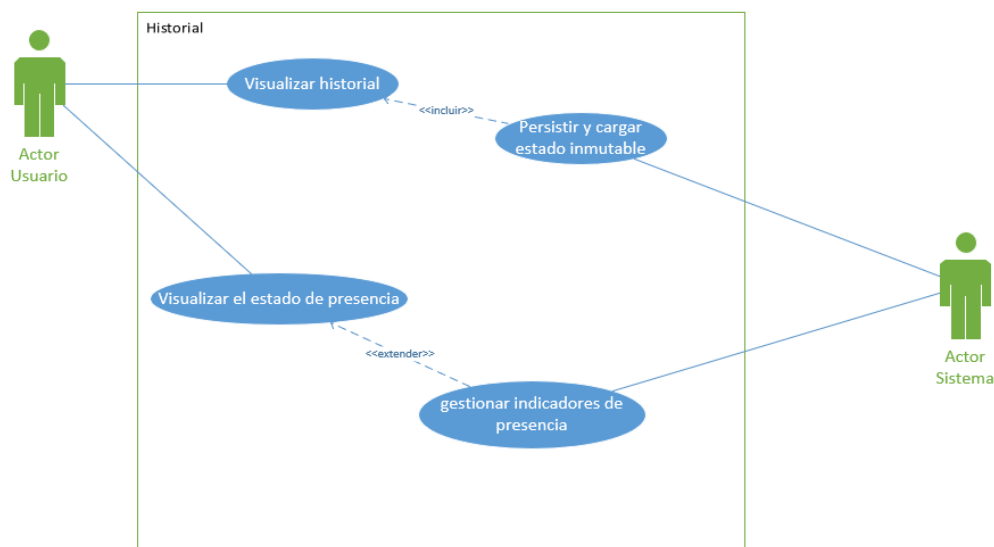 Historial
Visualizar historial
<<incluir>>
Persistir y cargar
estado inmutable
Actor
Usuario
Visualizar el estado de presencia
<<extender>>
gestionar indicadores de
presencia
Actor
Sistema